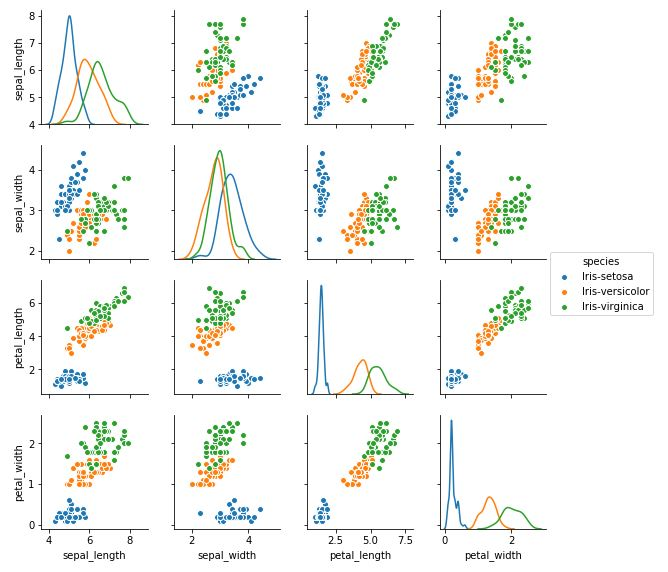 sepal_length
8
7
6
5
4
sepal_width
4
3
2
petal_length
6
4
2
species
Iris-setosa
Iris-versicolor
Iris-virginica
petal_width
2
1
0
4 6 8
2 4
2.5 5.0 7.5
0 2
sepal_length sepal_width petal_length petal_width